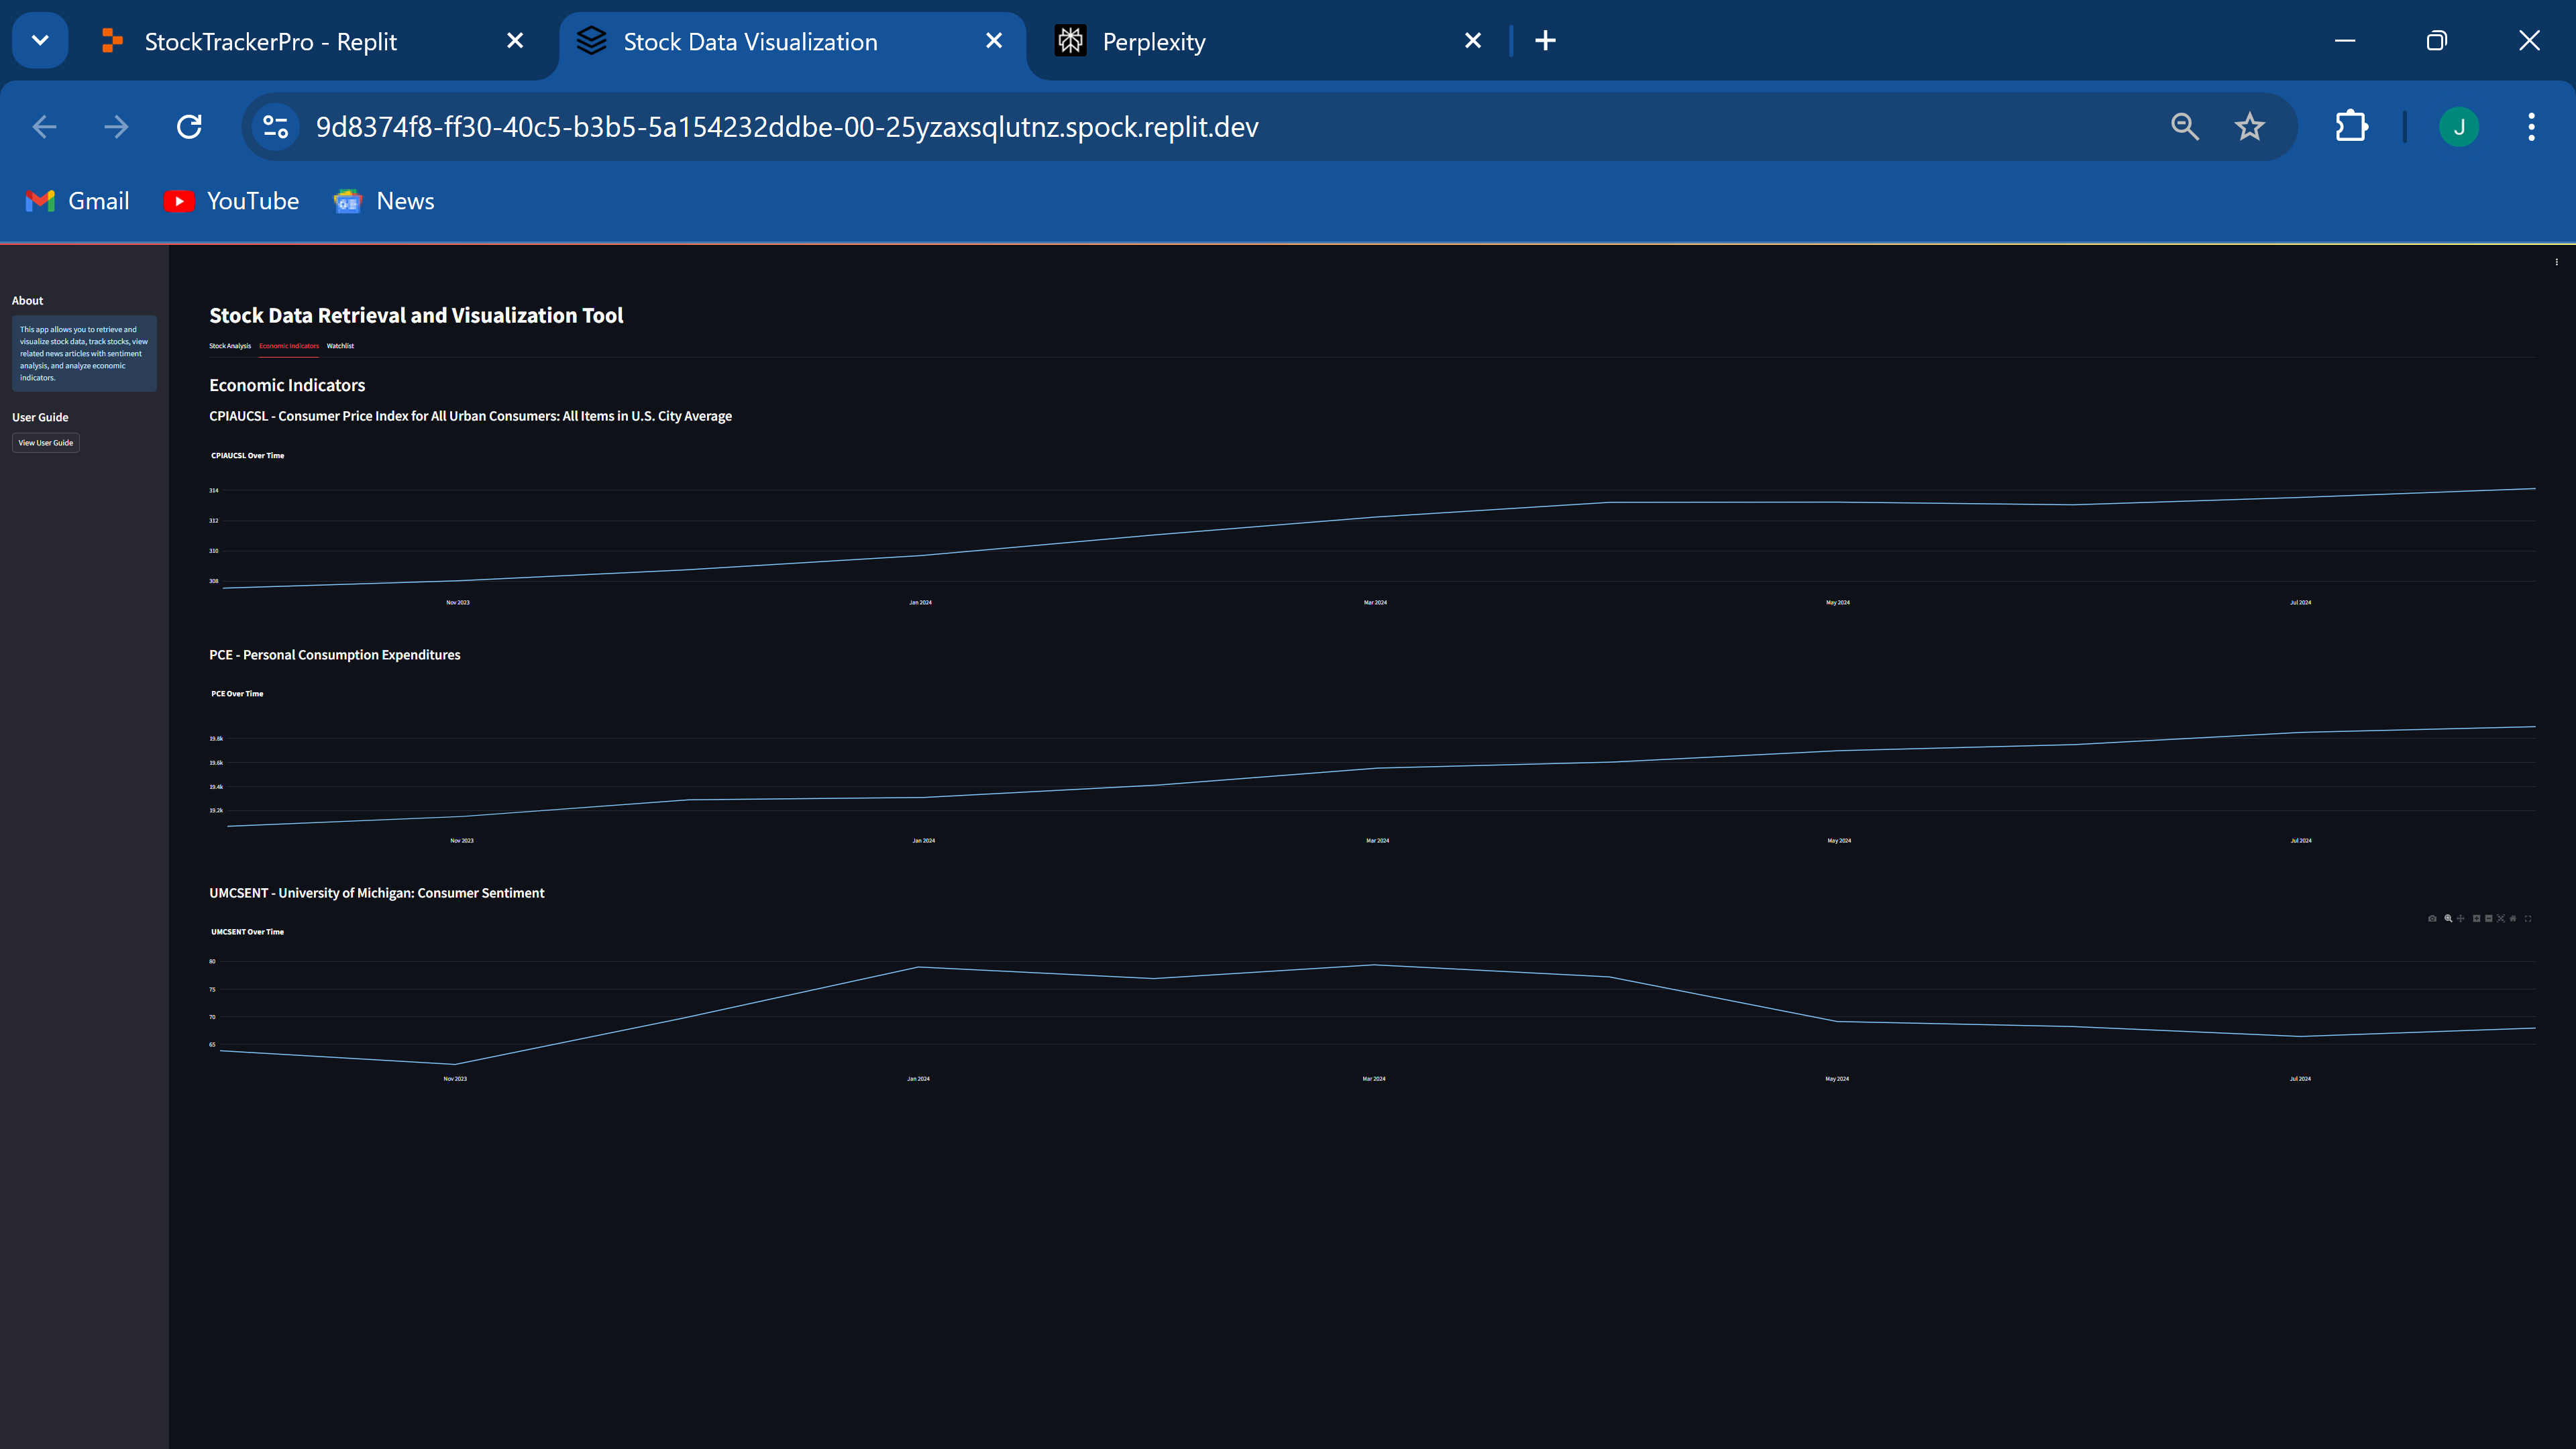 StockTrackerPro - Replit
Stock Data Visualization
Perplexity
9d8374f8-ff30-40c5-b3b5-5a154232ddbe-00-25yzaxsqlutnz.spock.replit.dev
J
Gmail
YouTube
News
About
This app allows you to retrieve and
visualize stock data, track stocks, view
related news articles with sentiment
analysis, and analyze economic
indicators.
User Guide
View User Guide
Stock Data Retrieval and Visualization Tool
Stock Analysis Economic Indicators Watchlist
Economic Indicators
CPIAUCSL - Consumer Price Index for All Urban Consumers: All Items in U.S. City Average
CPIAUCSL Over Time
314
312
310
308
Nov 2023 Jan 2024 Mar 2024 May 2024 Jul 2024
PCE - Personal Consumption Expenditures
PCE Over Time
19.8k
19.6k
19.4k
19.2k
Nov 2023 Jan 2024 Mar 2024 May 2024 Jul 2024
UMCSENT - University of Michigan: Consumer Sentiment
UMCSENT Over Time
80
75
70
65
Nov 2023 Jan 2024 Mar 2024 May 2024 Jul 2024